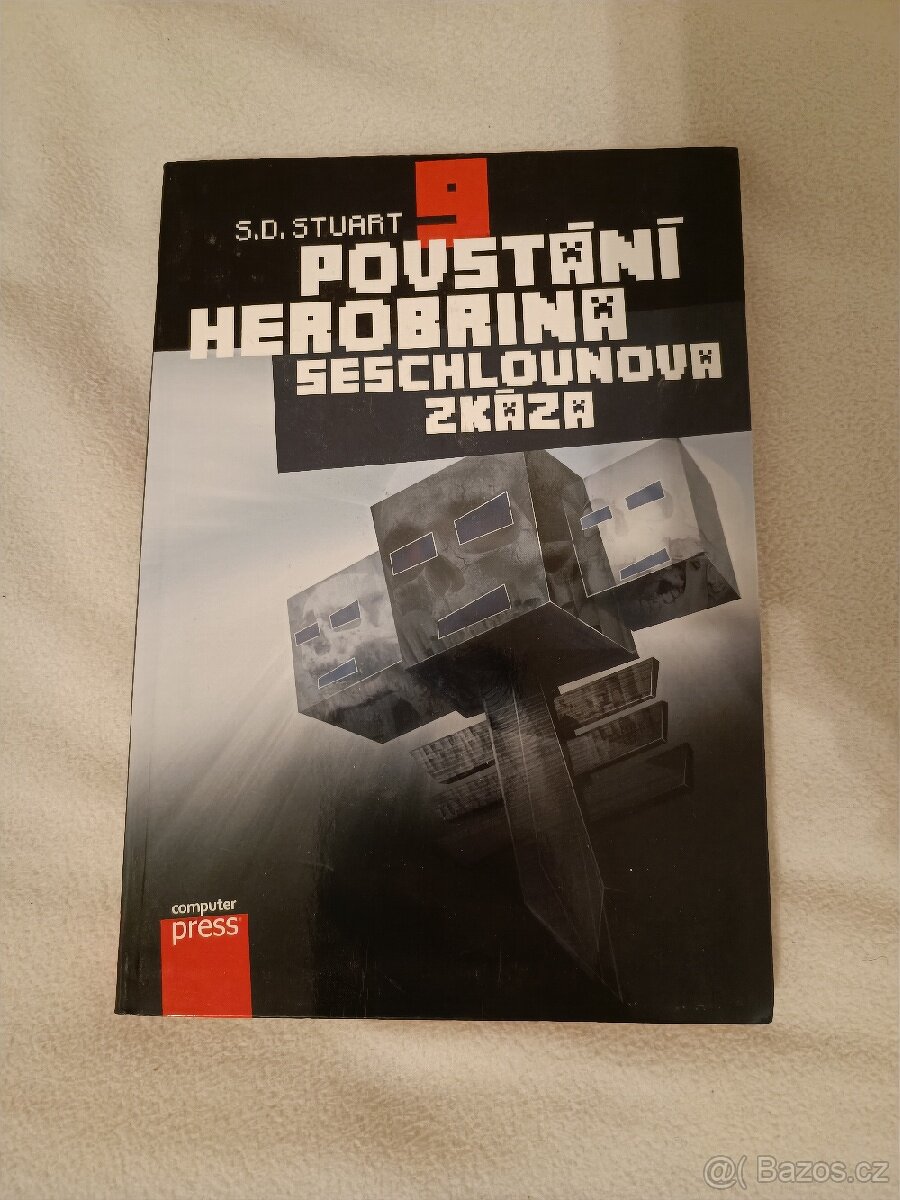 9
S.D. STUART
POVSTÁNÍ
HEROBRINA
SESCHLOUNOVA
ZKÁZA
computer
press®
@( Bazos.cz